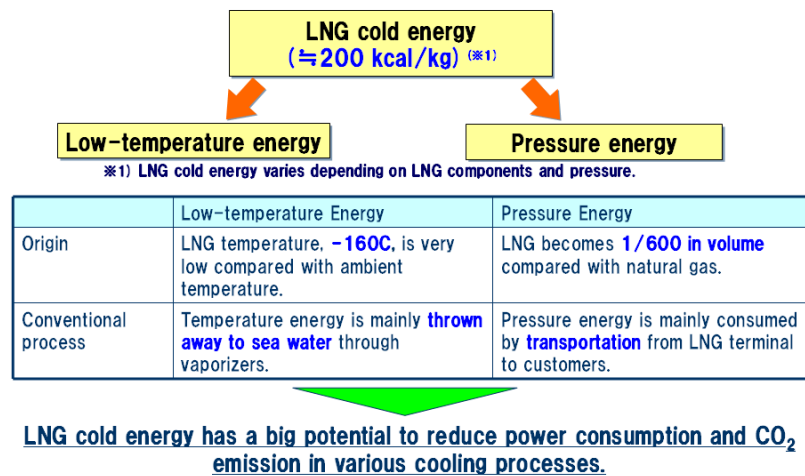 LNG cold energy
(≒200 kcal/kg) (※1)
Low-temperature energy
Pressure energy
※1) LNG cold energy varies depending on LNG components and pressure.
Low-temperature Energy
Pressure Energy
Origin
LNG temperature, -160C, is very
low compared with ambient
temperature.
LNG becomes 1/600 in volume
compared with natural gas.
Conventional
process
Temperature energy is mainly thrown
away to sea water through
vaporizers.
Pressure energy is mainly consumed
by transportation from LNG terminal
to customers.
LNG cold energy has a big potential to reduce power consumption and CO₂
emission in various cooling processes.